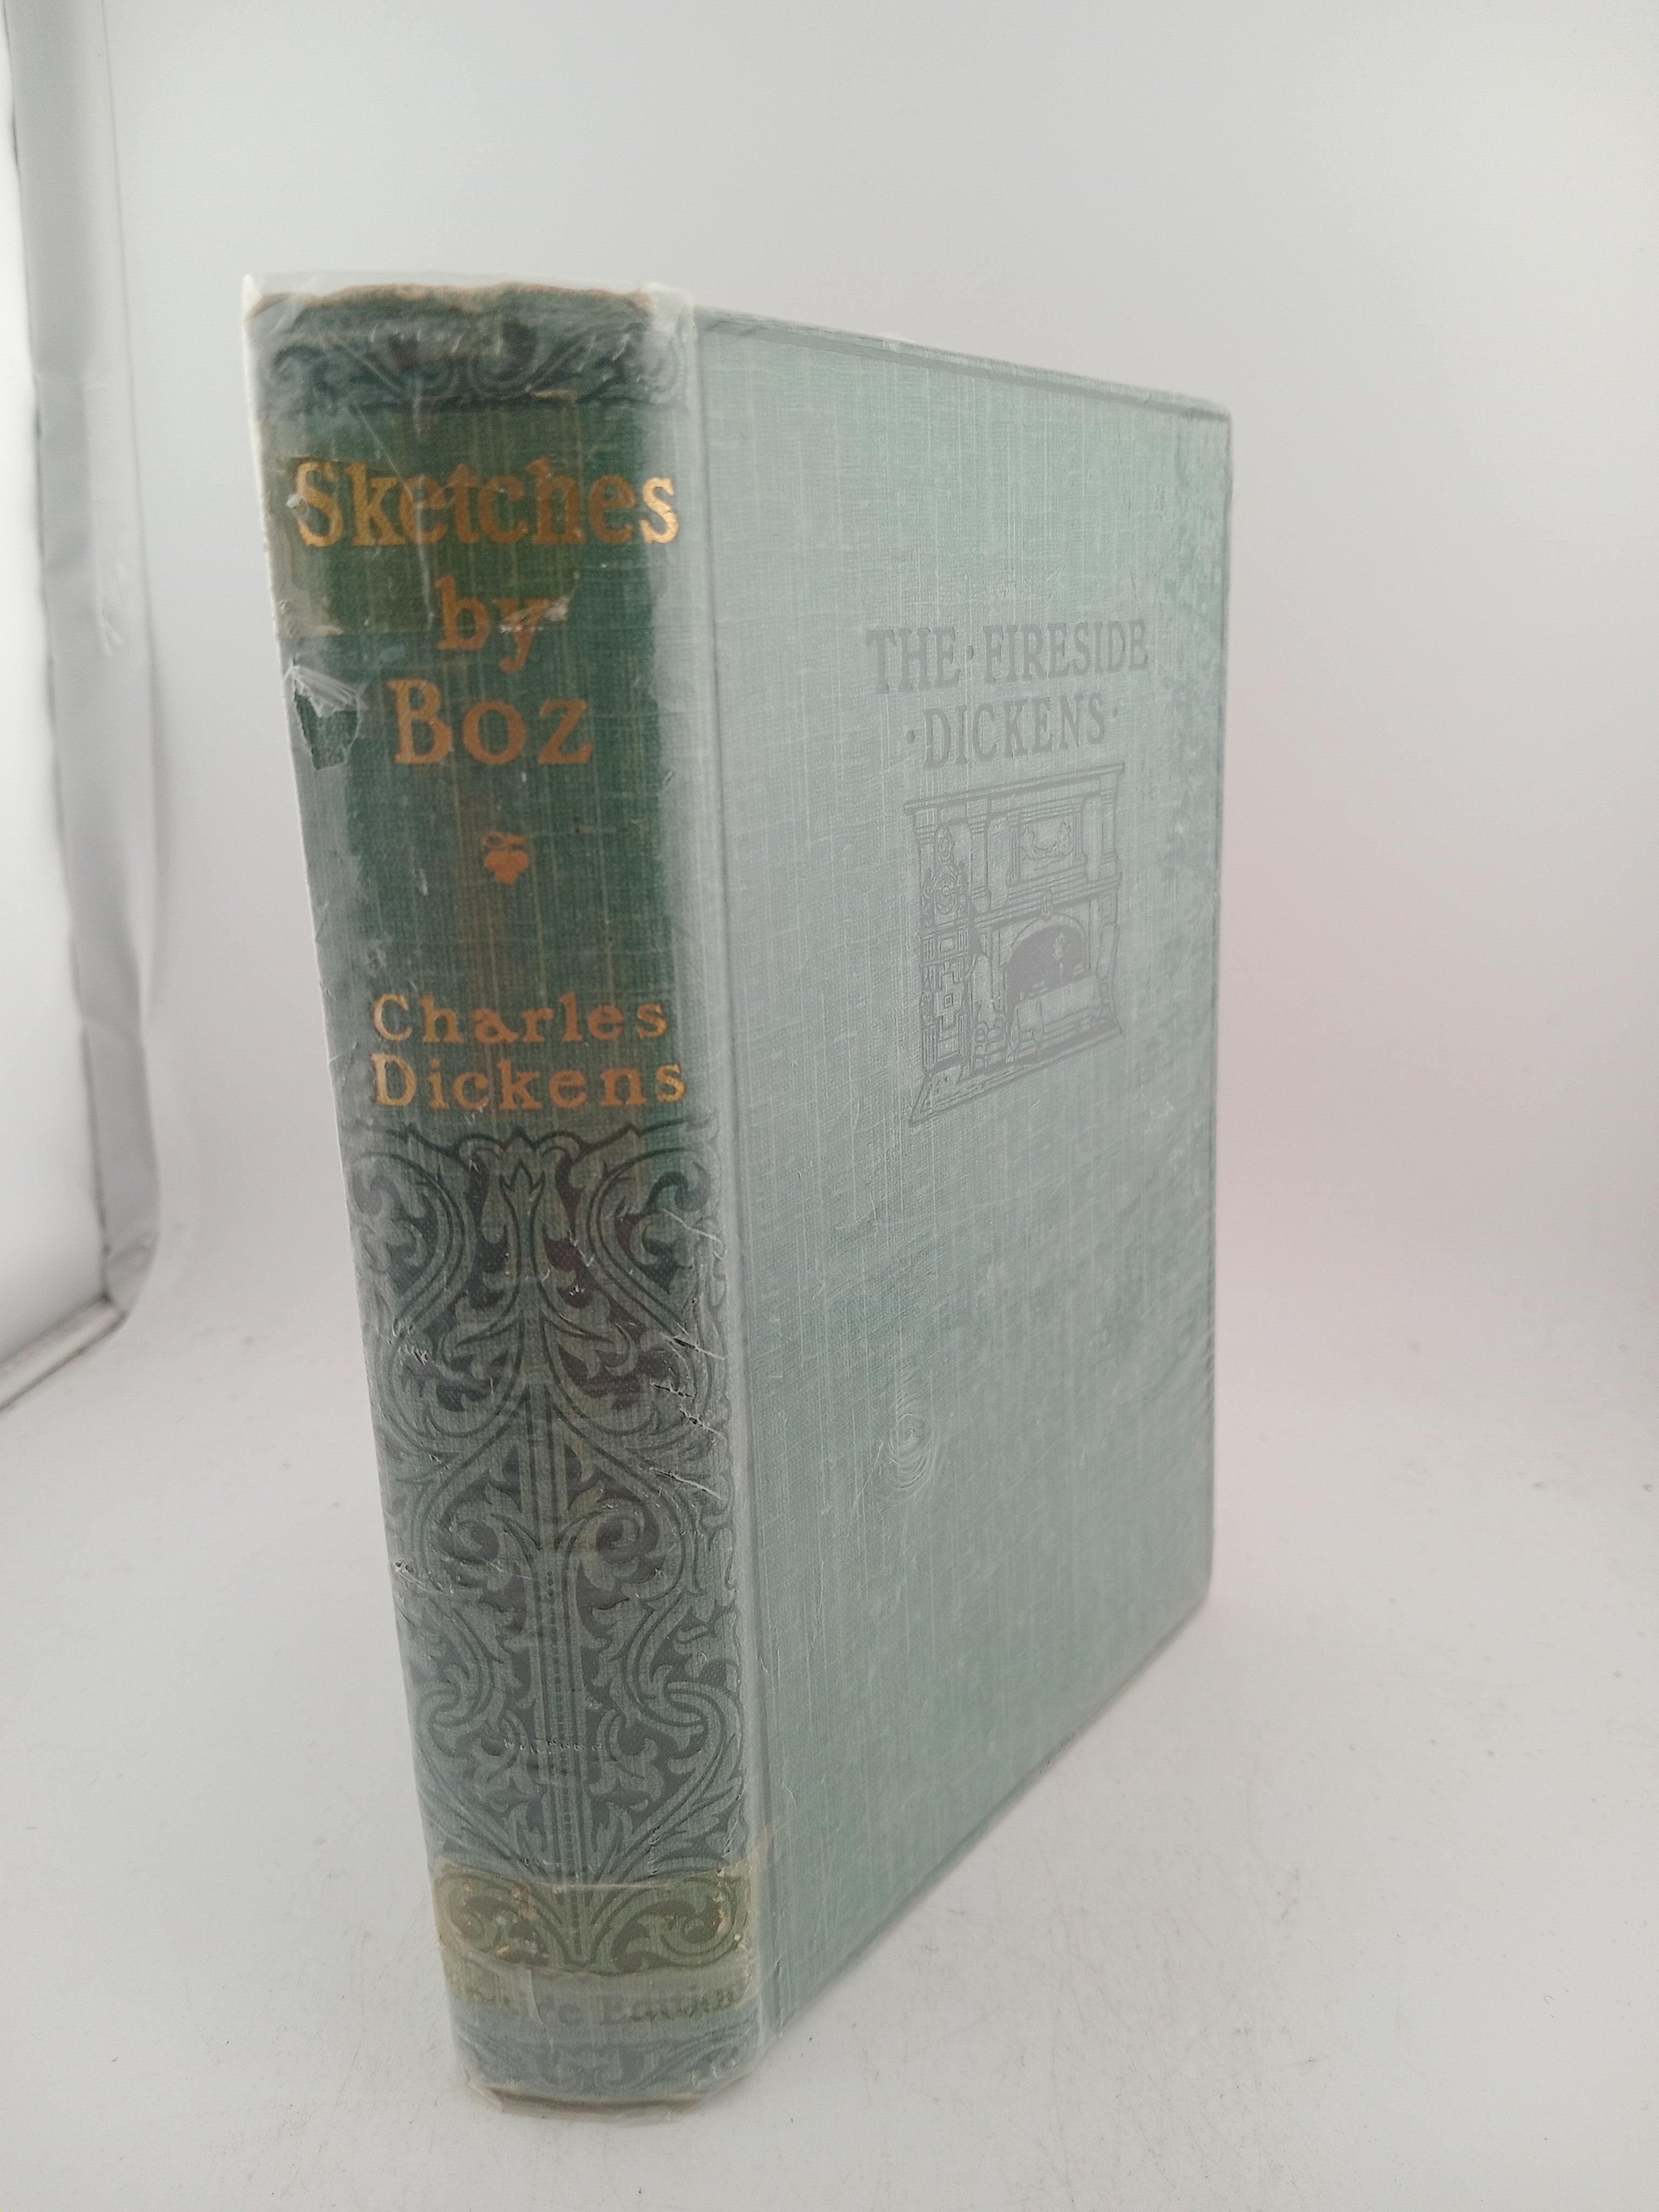 Sketches
by
Boz
Charles
Dickens
THE·FIRESIDE
·DICKENS·